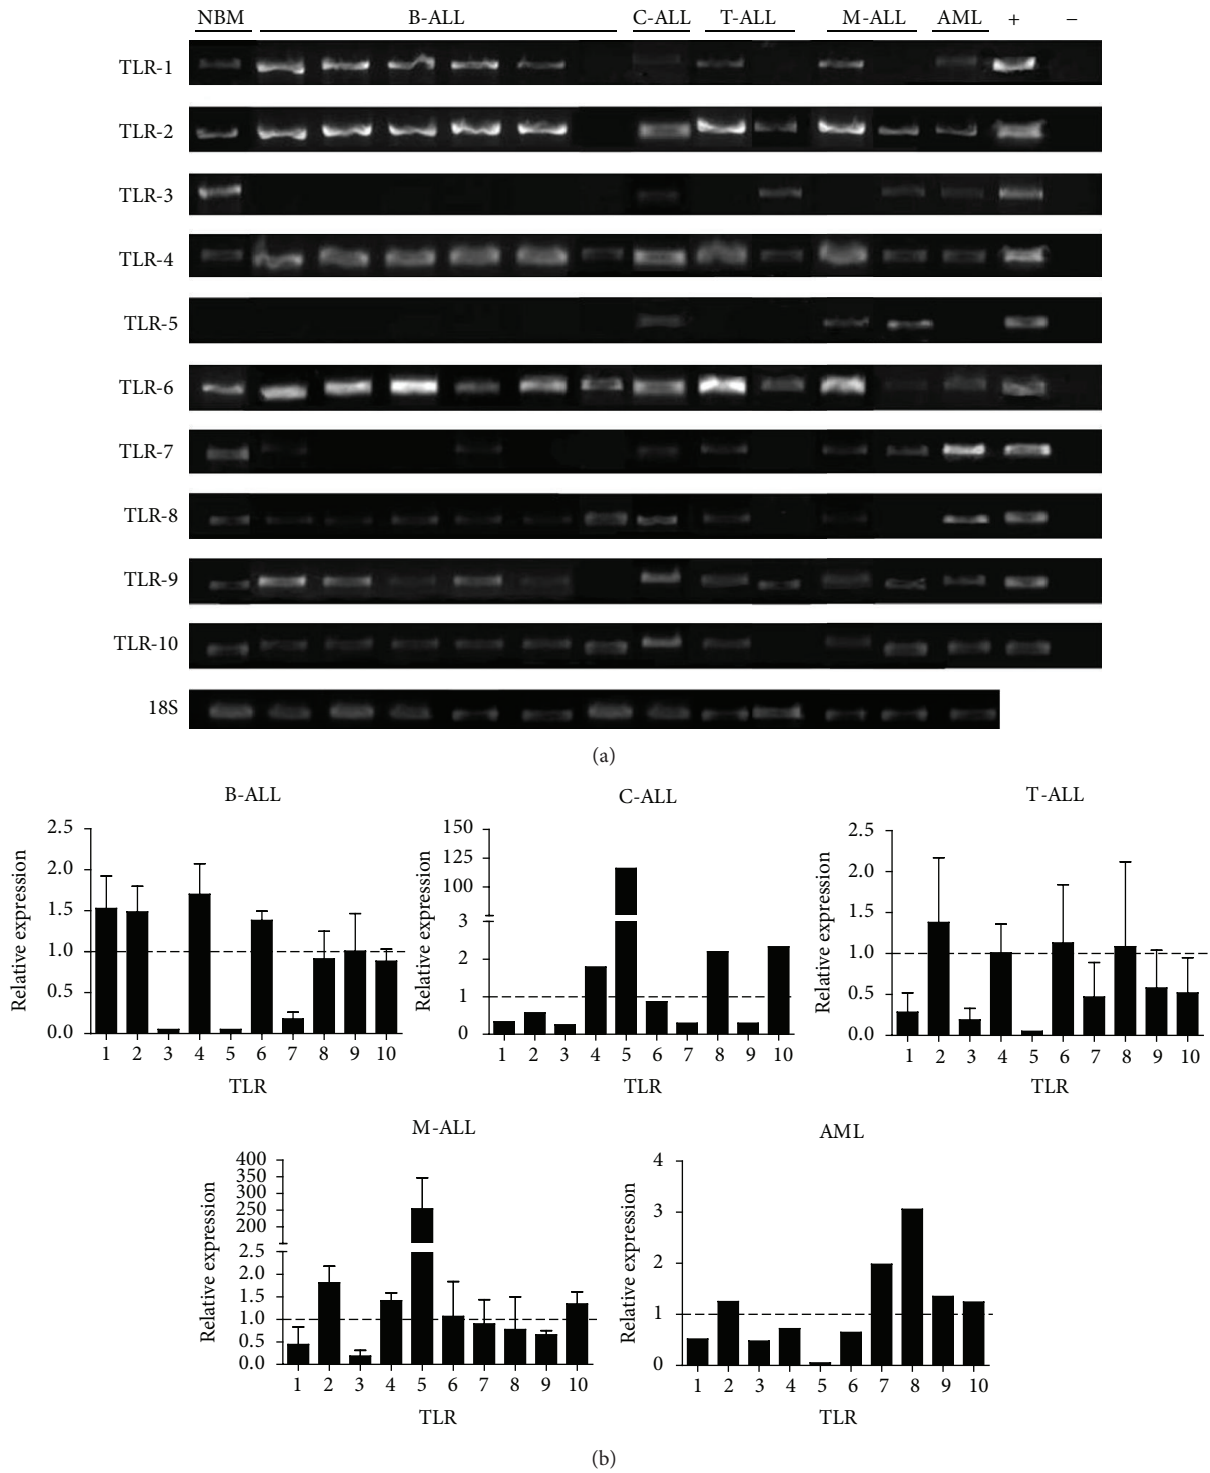 NBM B-ALL C-ALL T-ALL M-ALL AML + −
TLR-1
TLR-2
TLR-3
TLR-4
TLR-5
TLR-6
TLR-7
TLR-8
TLR-9
TLR-10
18S
(a)
B-ALL
Relative expression
2.5
2.0
1.5
1.0
0.5
0.0
1 2 3 4 5 6 7 8 9 10
TLR
C-ALL
Relative expression
150
125
100
3
2
1
0
1 2 3 4 5 6 7 8 9 10
TLR
T-ALL
Relative expression
2.5
2.0
1.5
1.0
0.5
0.0
1 2 3 4 5 6 7 8 9 10
TLR
M-ALL
Relative expression
400
350
300
250
200
2.5
2.0
1.5
1.0
0.5
0.0
1 2 3 4 5 6 7 8 9 10
TLR
AML
Relative expression
4
3
2
1
0
1 2 3 4 5 6 7 8 9 10
TLR
(b)